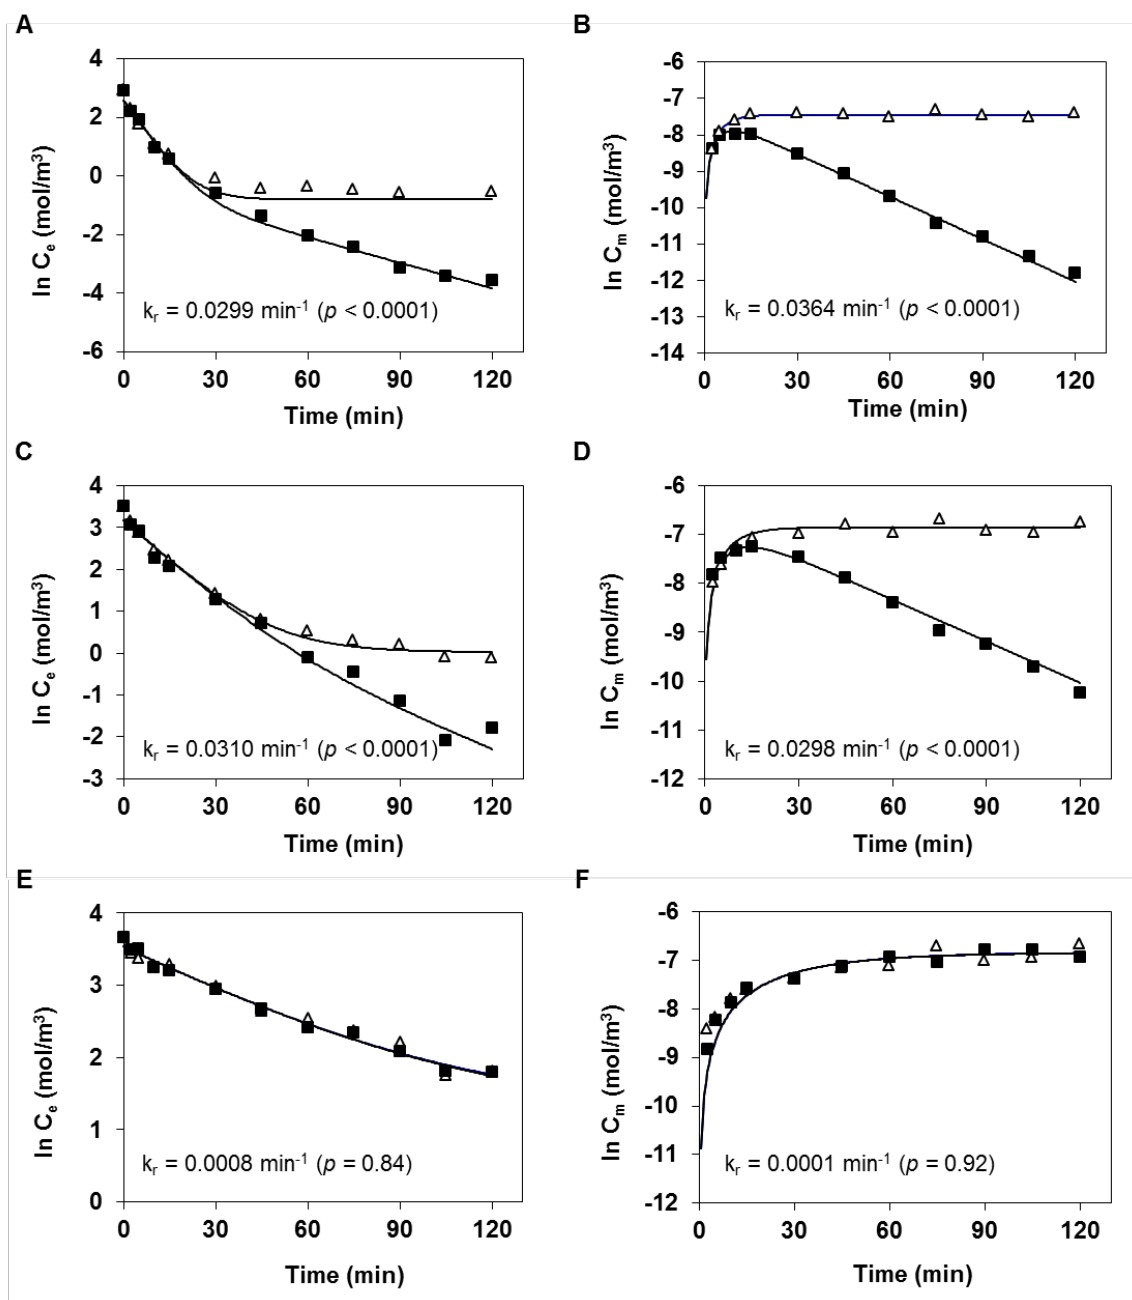 A
B
ln Cₑ (mol/m³)
4
2
0
-2
-4
-6
kᵣ = 0.0299 min⁻¹ (p < 0.0001)
0 30 60 90 120
Time (min)
ln Cₘ (mol/m³)
-6
-7
-8
-9
-10
-11
-12
-13
-14
kᵣ = 0.0364 min⁻¹ (p < 0.0001)
0 30 60 90 120
Time (min)
C
D
ln Cₑ (mol/m³)
4
3
2
1
0
-1
-2
-3
kᵣ = 0.0310 min⁻¹ (p < 0.0001)
0 30 60 90 120
Time (min)
ln Cₘ (mol/m³)
-6
-7
-8
-9
-10
-11
-12
kᵣ = 0.0298 min⁻¹ (p < 0.0001)
0 30 60 90 120
Time (min)
E
F
ln Cₑ (mol/m³)
4
3
2
1
0
kᵣ = 0.0008 min⁻¹ (p = 0.84)
0 30 60 90 120
Time (min)
ln Cₘ (mol/m³)
-6
-7
-8
-9
-10
-11
-12
kᵣ = 0.0001 min⁻¹ (p = 0.92)
0 30 60 90 120
Time (min)